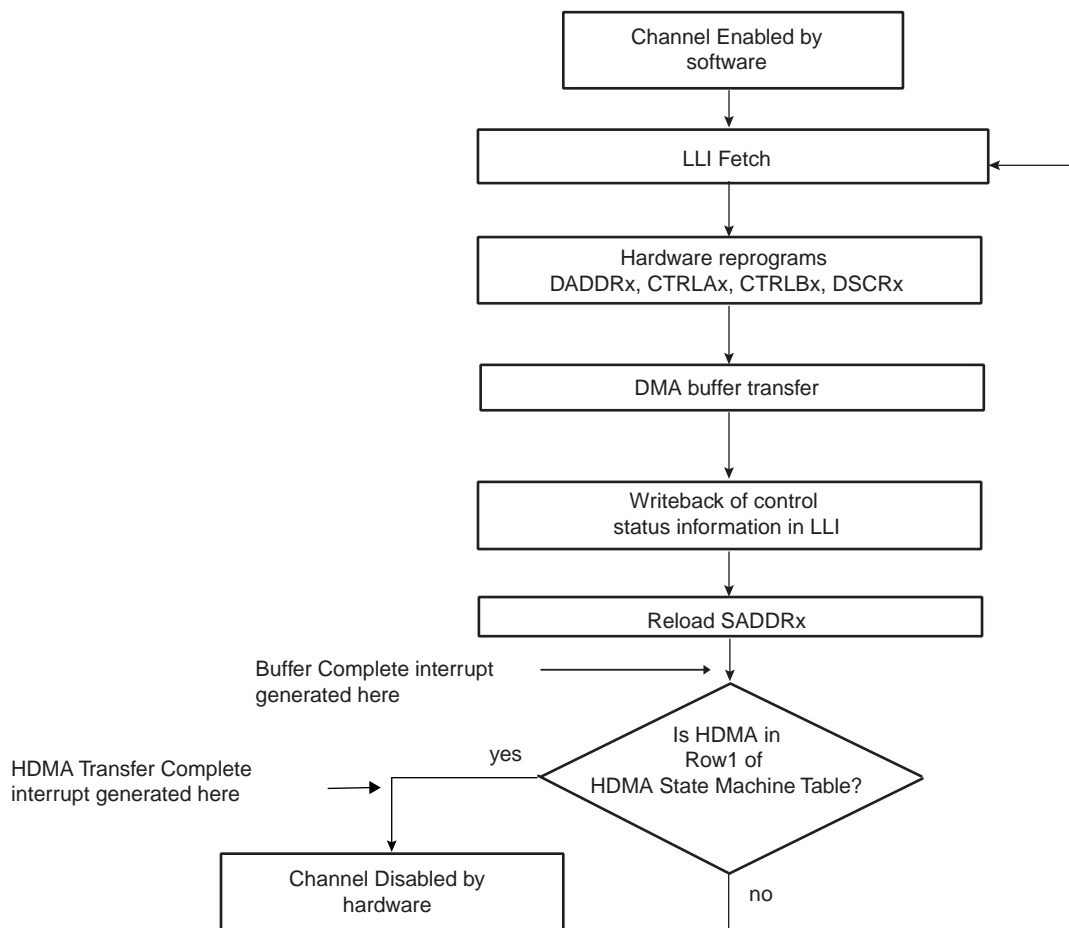 Channel Enabled by
software
LLI Fetch
Hardware reprograms
DADDRx, CTRLAx, CTRLBx, DSCRx
DMA buffer transfer
Writeback of control
status information in LLI
Reload SADDRx
Buffer Complete interrupt
generated here
Is HDMA in
Row1 of
HDMA State Machine Table?
yes
HDMA Transfer Complete
interrupt generated here
Channel Disabled by
hardware
no